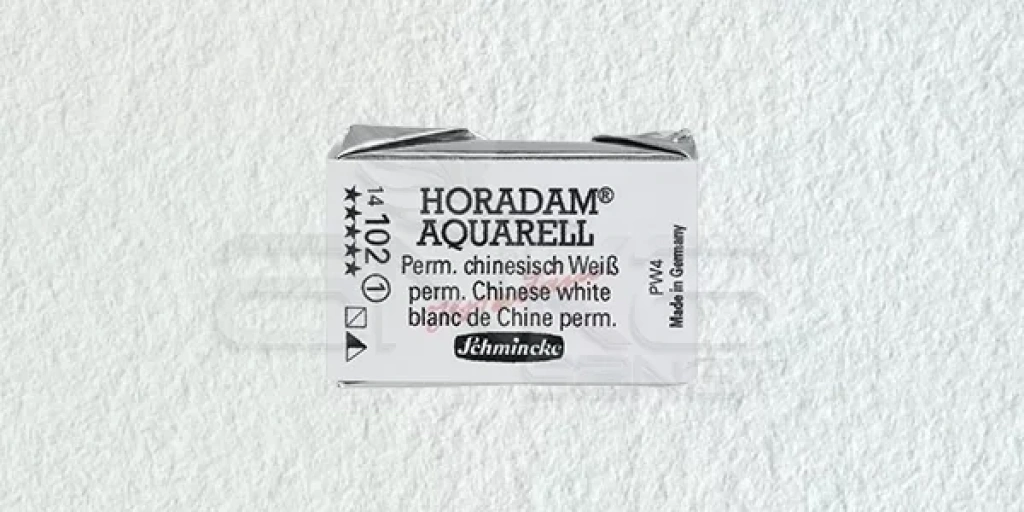 HORADAM®
AQUARELL
Perm. chinesisch Weiß
perm. Chinese white
blanc de Chine perm.
Schmincke
14 102 1
PW4
Made in Germany